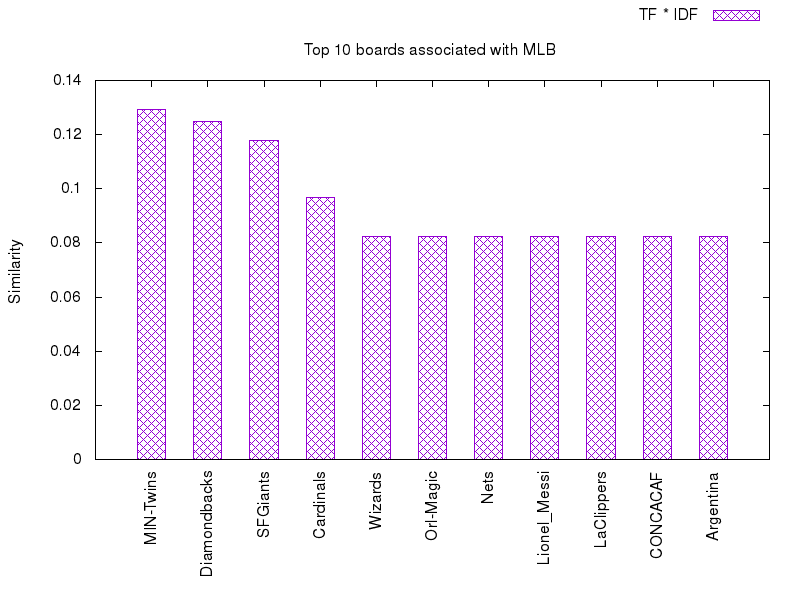 TF * IDF
Top 10 boards associated with MLB
0.14
0.12
0.1
0.08
0.06
0.04
0.02
0
Similarity
MIN-Twins
Diamondbacks
SFGiants
Cardinals
Wizards
Orl-Magic
Nets
Lionel_Messi
LaClippers
CONCACAF
Argentina